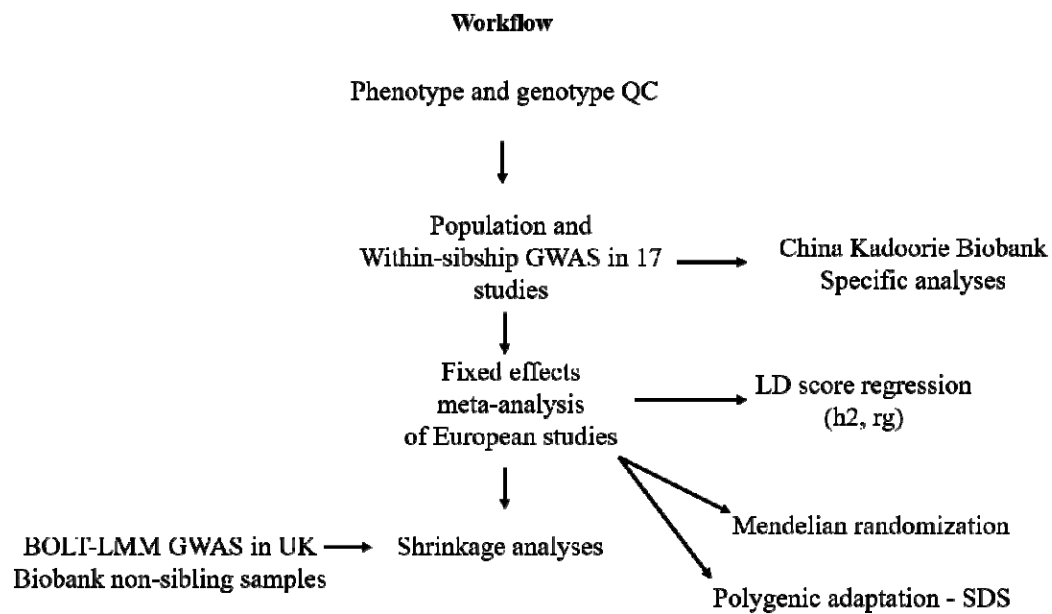 Workflow
Phenotype and genotype QC
Population and
Within-sibship GWAS in 17
studies
China Kadoorie Biobank
Specific analyses
Fixed effects
meta-analysis
of European studies
LD score regression
(h2, rg)
Mendelian randomization
BOLT-LMM GWAS in UK
Biobank non-sibling samples
Shrinkage analyses
Polygenic adaptation - SDS